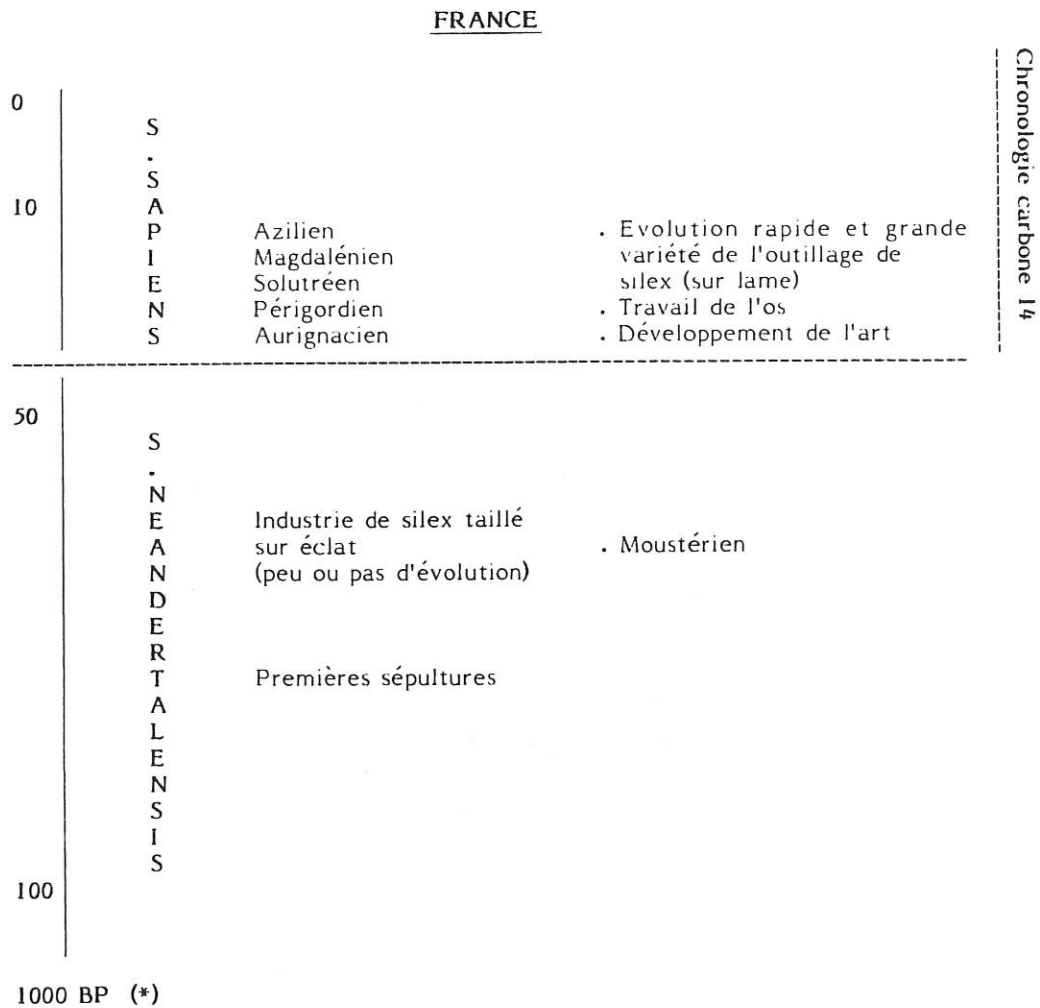 FRANCE
Chronologie carbone 14
0
S.SAPIENS
10
Azilien
Magdalénien
Solutréen
Périgordien
Aurignacien
. Evolution rapide et grande
variété de l'outillage de
silex (sur lame)
. Travail de l'os
. Développement de l'art
50
S.NEANDERTALENSIS
Industrie de silex taillé
sur éclat
(peu ou pas d'évolution)
. Moustérien
Premières sépultures
100
1000 BP (*)